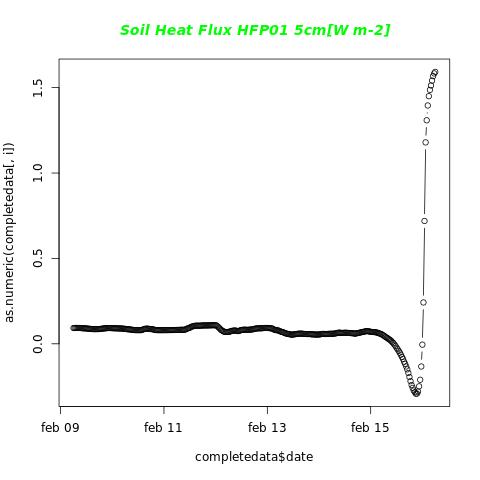 Soil Heat Flux HFP01 5cm[W m-2]
as.numeric(completedata[, i])
1.5
1.0
0.5
0.0
feb 09 feb 11 feb 13 feb 15
completedata$date